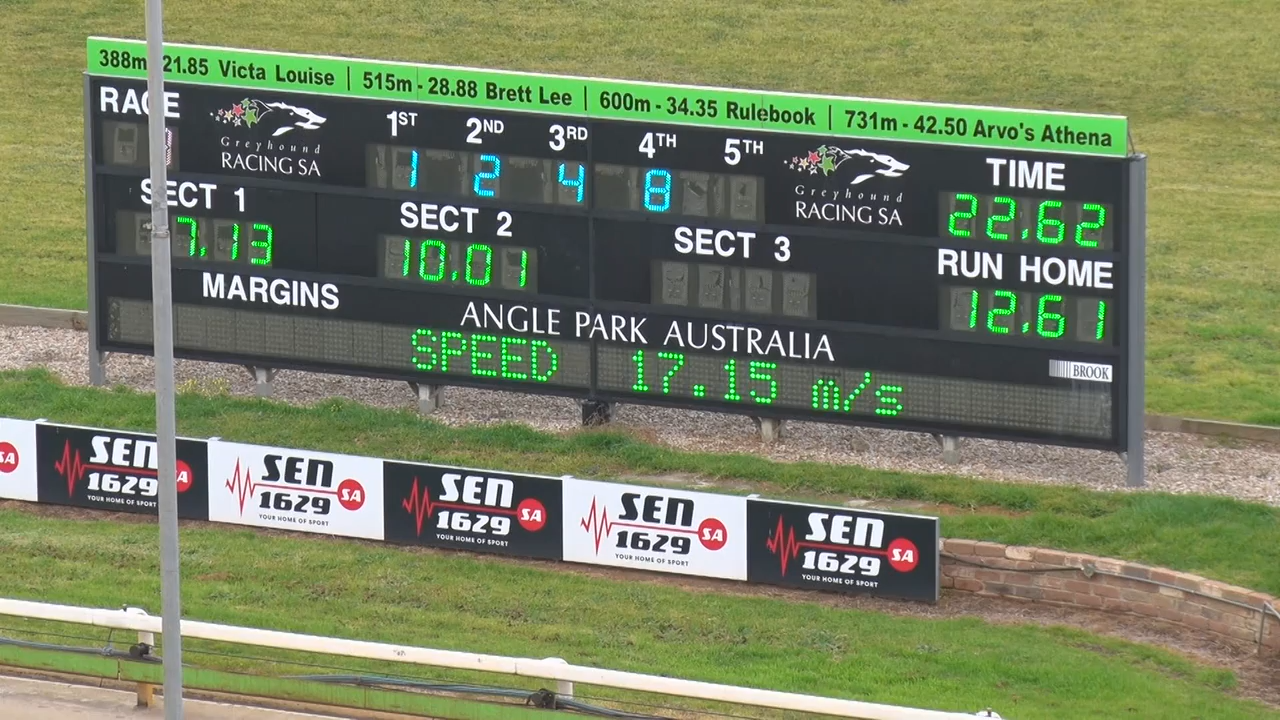 388m 21.85 Victa Louise | 515m - 28.88 Brett Lee | 600m - 34.35 Rulebook | 731m - 42.50 Arvo's Athena
RACE
Greyhound
RACING SA
1ST 2ND 3RD 4TH 5TH
1 2 4 8
Greyhound
RACING SA
TIME
22.62
SECT 1
7.13
SECT 2
10.01
SECT 3
RUN HOME
12.61
MARGINS
ANGLE PARK AUSTRALIA
SPEED 17.15 m/s
BROOK
SA
SEN
1629 SA
YOUR HOME OF SPORT
SEN
1629 SA
YOUR HOME OF SPORT
SEN
1629 SA
YOUR HOME OF SPORT
SEN
1629 SA
YOUR HOME OF SPORT
SEN
1629 SA
YOUR HOME OF SPORT